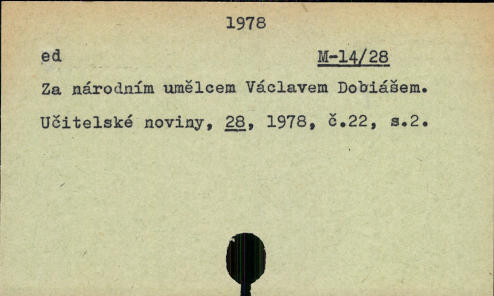 1978
ed M-14/28
Za národním umělcem Václavem Dobiášem.
Učitelské noviny, 28, 1978, č.22, s.2.